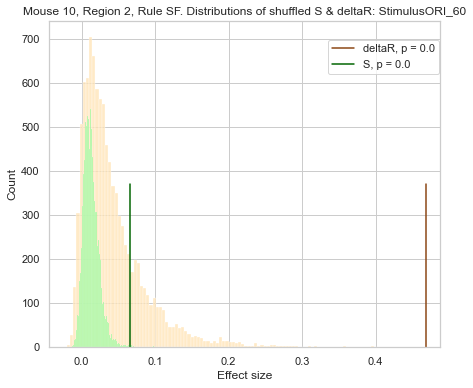 Mouse 10, Region 2, Rule SF. Distributions of shuffled S & deltaR: StimulusORI_60
deltaR, p = 0.0
S, p = 0.0
700
600
500
400
300
200
100
0
Count
0.0 0.1 0.2 0.3 0.4
Effect size